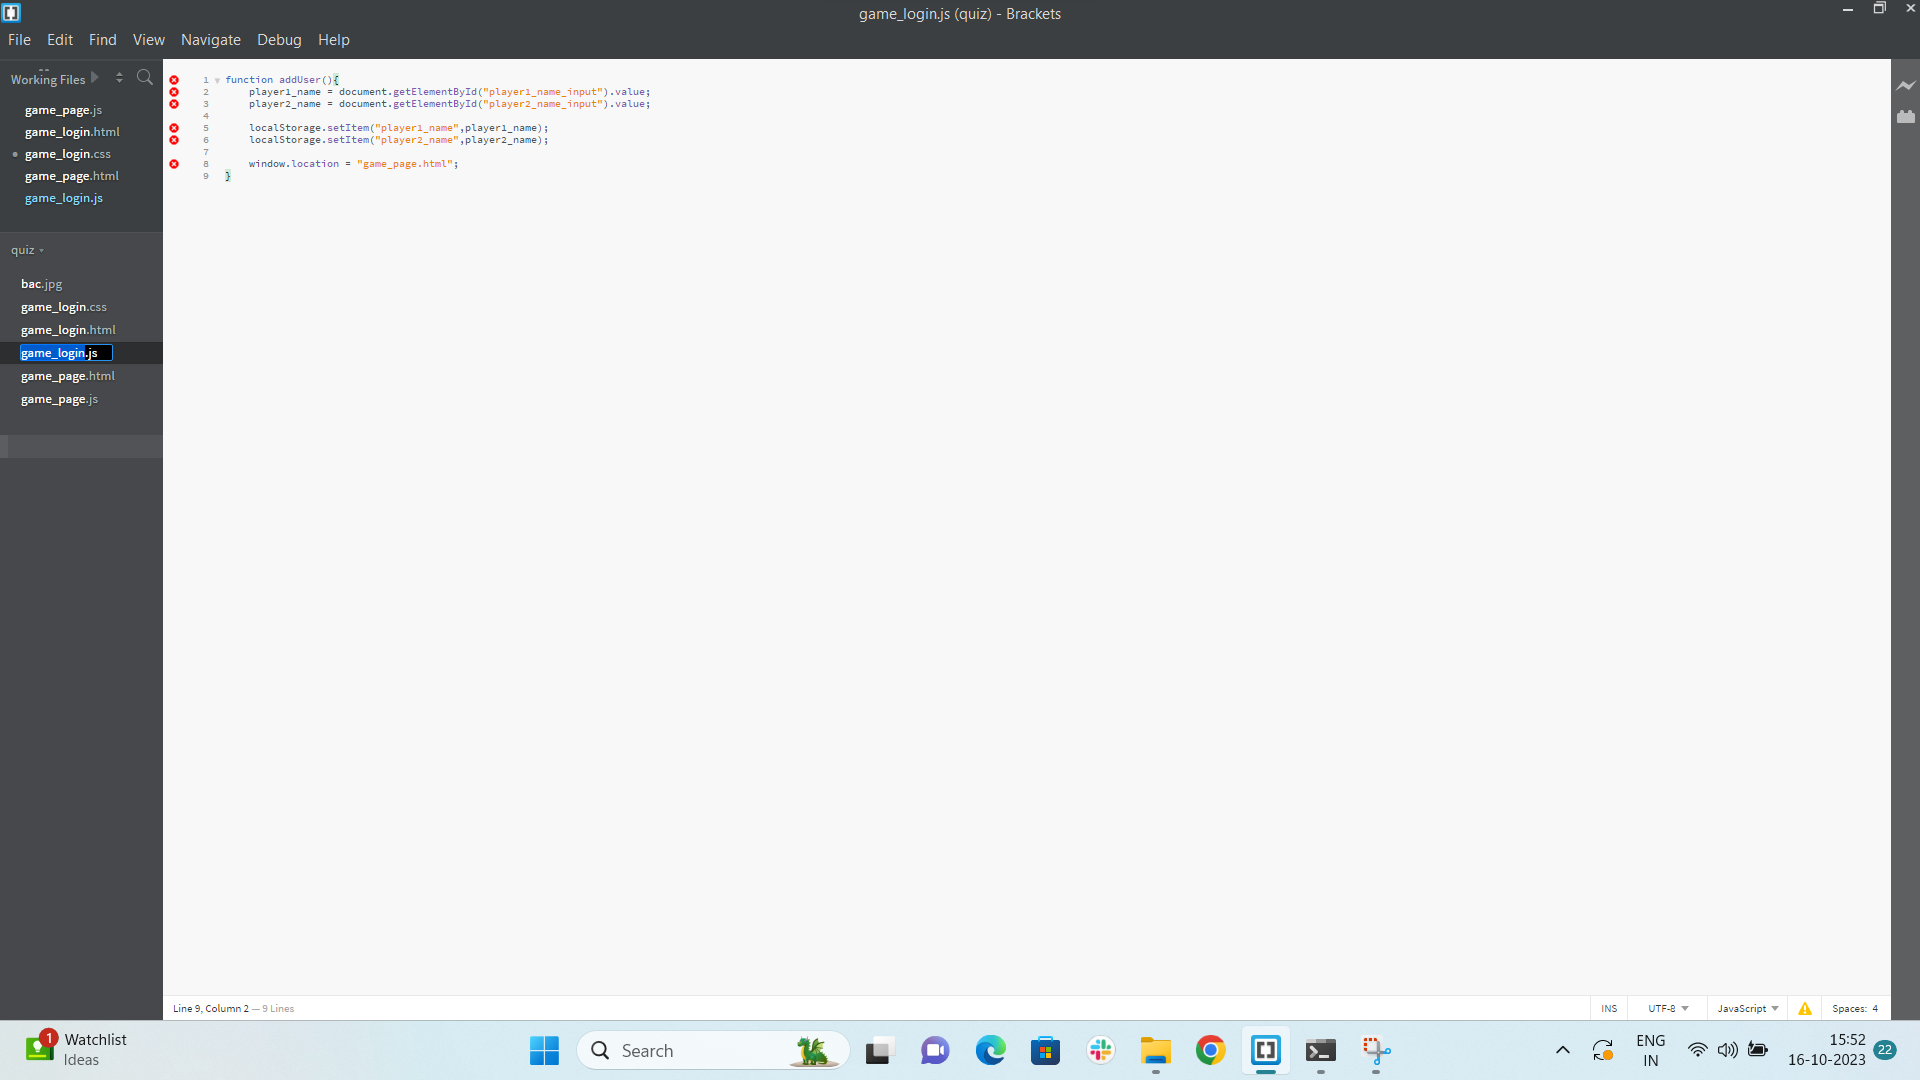 game_login.js (quiz) - Brackets
File Edit Find View Navigate Debug Help
Working Files
game_page.js
game_login.html
game_login.css
game_page.html
game_login.js
quiz
bac.jpg
game_login.css
game_login.html
game_login.js
game_page.html
game_page.js
1 function addUser(){
2 player1_name = document.getElementById("player1_name_input").value;
3 player2_name = document.getElementById("player2_name_input").value;
4
5 localStorage.setItem("player1_name",player1_name);
6 localStorage.setItem("player2_name",player2_name);
7
8 window.location = "game_page.html";
9 }
Line 9, Column 2 — 9 Lines
INS UTF-8 JavaScript Spaces: 4
1 Watchlist
Ideas
Search
ENG
IN
15:52
16-10-2023
22